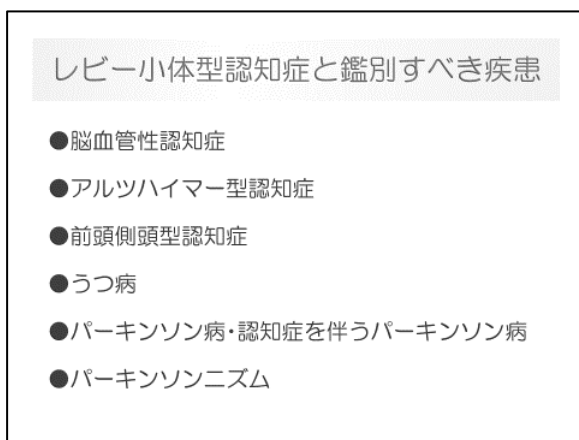 レビー小体型認知症と鑑別すべき疾患
●脳血管性認知症
●アルツハイマー型認知症
●前頭側頭型認知症
●うつ病
●パーキンソン病・認知症を伴うパーキンソン病
●パーキンソンニズム